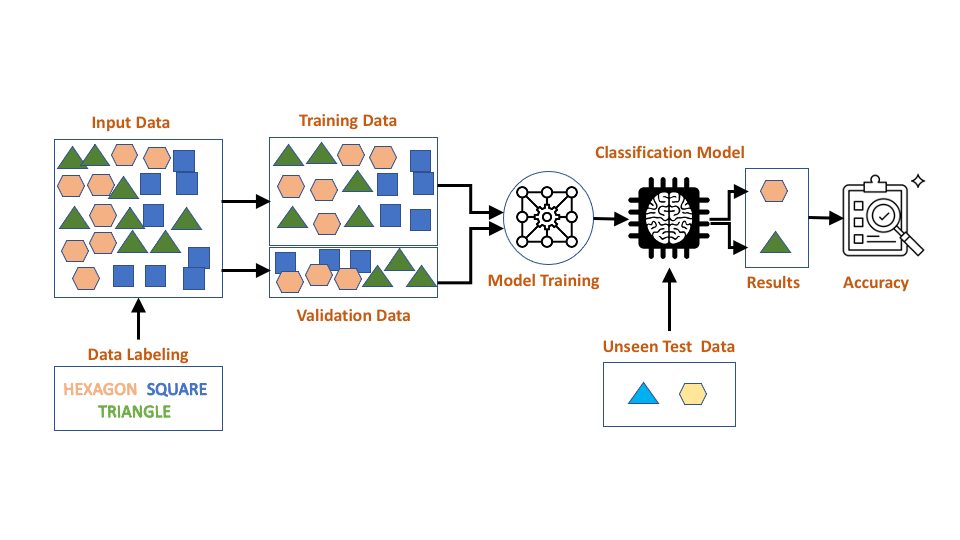 Input Data
Training Data
Classification Model
Model Training
Results
Accuracy
Validation Data
Unseen Test  Data
Data Labeling
HEXAGON  SQUARE
TRIANGLE